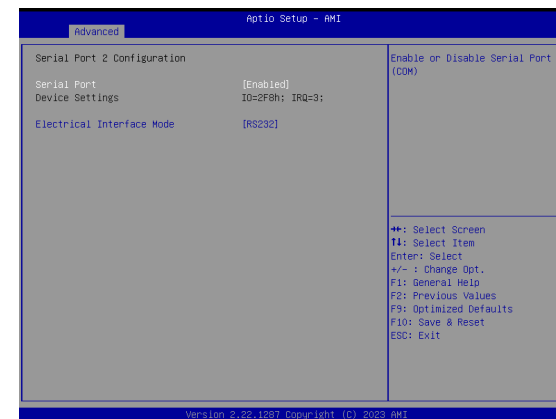 Aptio Setup - AMI
Advanced
Serial Port 2 Configuration
Serial Port [Enabled]
Device Settings IO=2F8h; IRQ=3;
Electrical Interface Mode [RS232]
Enable or Disable Serial Port
(COM)
→←: Select Screen
↑↓: Select Item
Enter: Select
+/- : Change Opt.
F1: General Help
F2: Previous Values
F9: Optimized Defaults
F10: Save & Reset
ESC: Exit
Version 2.22.1287 Copyright (C) 2023 AMI